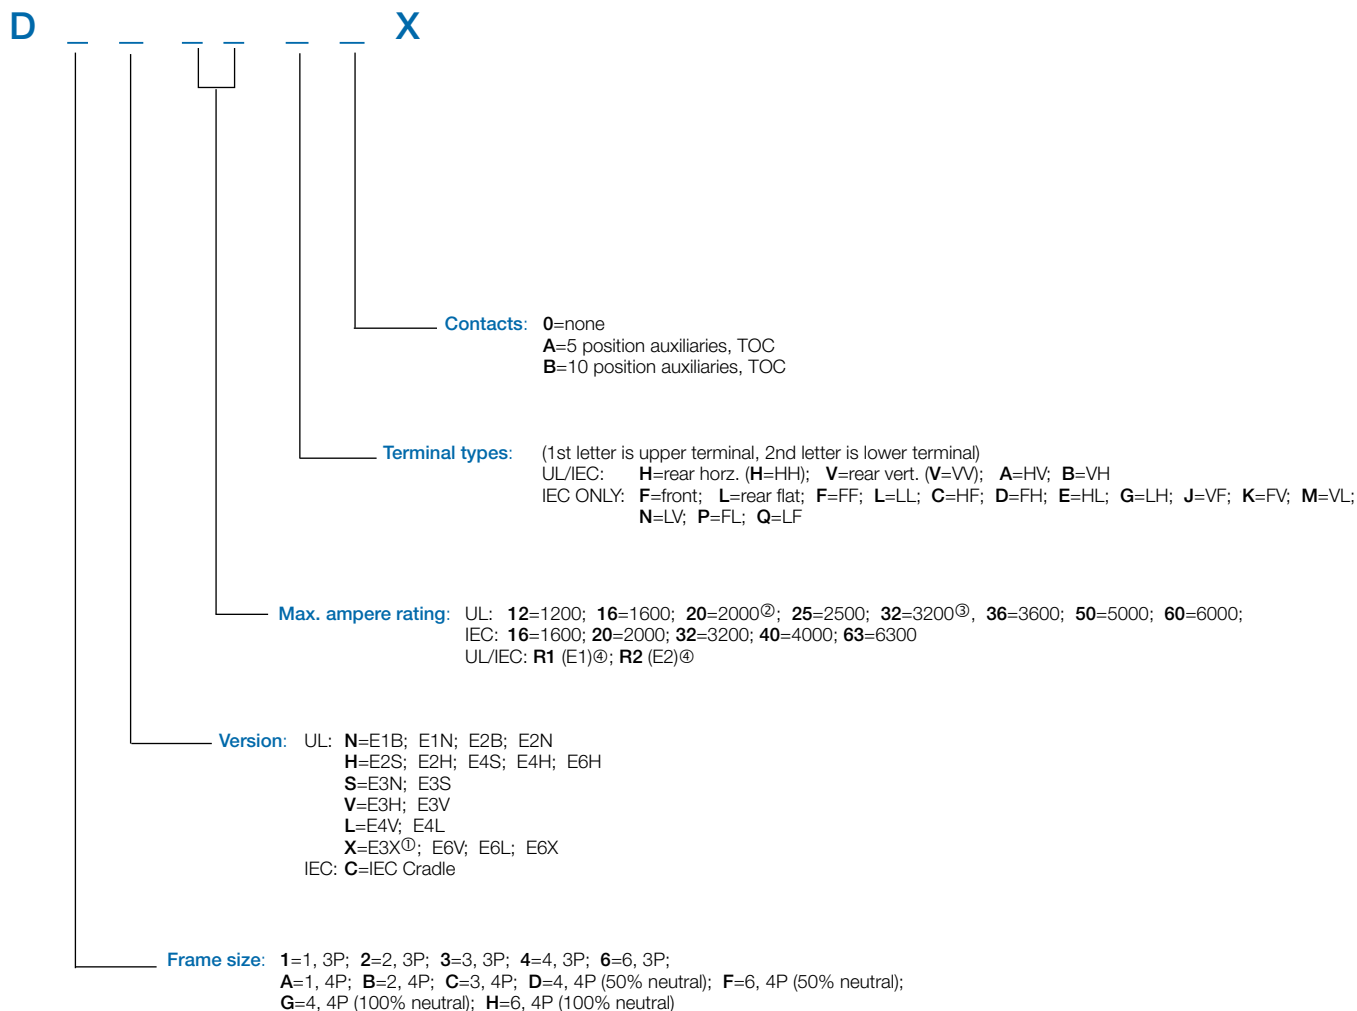 D _ _ _ _ _ _ X
Contacts: 0=none
A=5 position auxiliaries, TOC
B=10 position auxiliaries, TOC
Terminal types: (1st letter is upper terminal, 2nd letter is lower terminal)
UL/IEC: H=rear horz. (H=HH); V=rear vert. (V=VV); A=HV; B=VH
IEC ONLY: F=front; L=rear flat; F=FF; L=LL; C=HF; D=FH; E=HL; G=LH; J=VF; K=FV; M=VL;
N=LV; P=FL; Q=LF
Max. ampere rating: UL: 12=1200; 16=1600; 20=2000②; 25=2500; 32=3200③, 36=3600; 50=5000; 60=6000;
IEC: 16=1600; 20=2000; 32=3200; 40=4000; 63=6300
UL/IEC: R1 (E1)④; R2 (E2)④
Version: UL: N=E1B; E1N; E2B; E2N
H=E2S; E2H; E4S; E4H; E6H
S=E3N; E3S
V=E3H; E3V
L=E4V; E4L
X=E3X①; E6V; E6L; E6X
IEC: C=IEC Cradle
Frame size: 1=1, 3P; 2=2, 3P; 3=3, 3P; 4=4, 3P; 6=6, 3P;
A=1, 4P; B=2, 4P; C=3, 4P; D=4, 4P (50% neutral); F=6, 4P (50% neutral);
G=4, 4P (100% neutral); H=6, 4P (100% neutral)